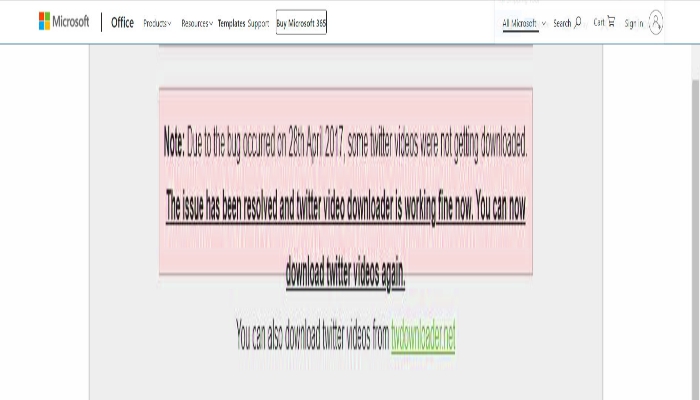 Microsoft | Office Products Resources Templates Support Buy Microsoft 365 All Microsoft Search Cart Sign in
Note: Due to the bug occurred on 28th April 2017, some twitter videos were not getting downloaded.
The issue has been resolved and twitter video downloader is working fine now. You can now
download twitter videos again.
You can also download twitter videos from twdownloader.net